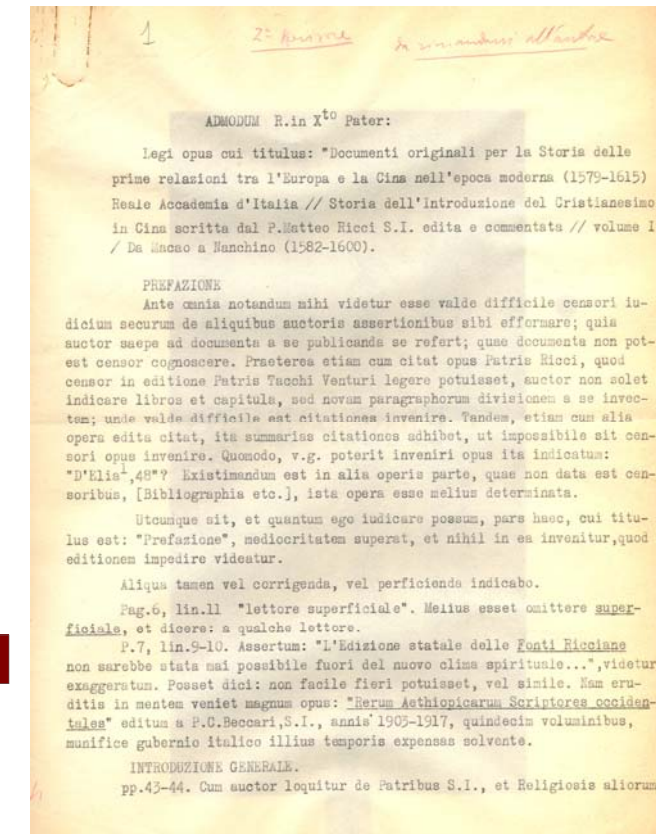 1 2º Revisore da rimandarsi all'autore
ADMODUM R.in Xto Pater:
Legi opus cui titulus: "Documenti originali per la Storia delle
prime relazioni tra l'Europa e la Cina nell'epoca moderna (1579-1615)
Reale Accademia d'Italia // Storia dell'Introduzione del Cristianesimo
in Cina scritta dal P.Matteo Ricci S.I. edita e commentata // volume I
/ Da Macao a Nanchino (1582-1600).
PREFAZIONE
Ante omnia notandum mihi videtur esse valde difficile censori iu-
dicium securum de aliquibus auctoris assertionibus sibi efformare; quia
auctor saepe ad documenta a se publicanda se refert; quae documenta non pot-
est censor cognoscere. Praeterea etiam cum citat opus Patris Ricci, quod
censor in editione Patris Tacchi Venturi legere potuisset, auctor non solet
indicare libros et capitula, sed novam paragraphorum divisionem a se invec-
tam; unde valde difficile est citationes invenire. Tandem, etiam cum alia
opera edita citat, ita summarias citationes adhibet, ut impossibile sit cen-
sori opus invenire. Quomodo, v.g. poterit inveniri opus ita indicatum:
"D'Elia1,48"? Existimandum est in alia operis parte, quae non data est cen-
soribus, [Bibliographia etc.], ista opera esse melius determinata.
Utcumque sit, et quantum ego iudicare possum, pars haec, cui titu-
lus est: "Prefazione", mediocritatem superat, et nihil in ea invenitur,quod
editionem impedire videatur.
Aliqua tamen vel corrigenda, vel perficienda indicabo.
Pag.6, lin.11 "lettore superficiale". Melius esset omittere super-
ficiale, et dicere: a qualche lettore.
P.7, lin.9-10. Assertum: "L'Edizione statale delle Fonti Ricciane
non sarebbe stata mai possibile fuori del nuovo clima spirituale...",videtur
exaggeratum. Posset dici: non facile fieri potuisset, vel simile. Nam eru-
ditis in mentem veniet magnum opus: "Rerum Aethiopicarum Scriptores occiden-
tales" editum a P.C.Beccari,S.I., annis 1903-1917, quindecim voluminibus,
munifice gubernio italico illius temporis expensas solvente.
INTRODUZIONE GENERALE.
pp.43-44. Cum auctor loquitur de Patribus S.I., et Religiosis aliorum